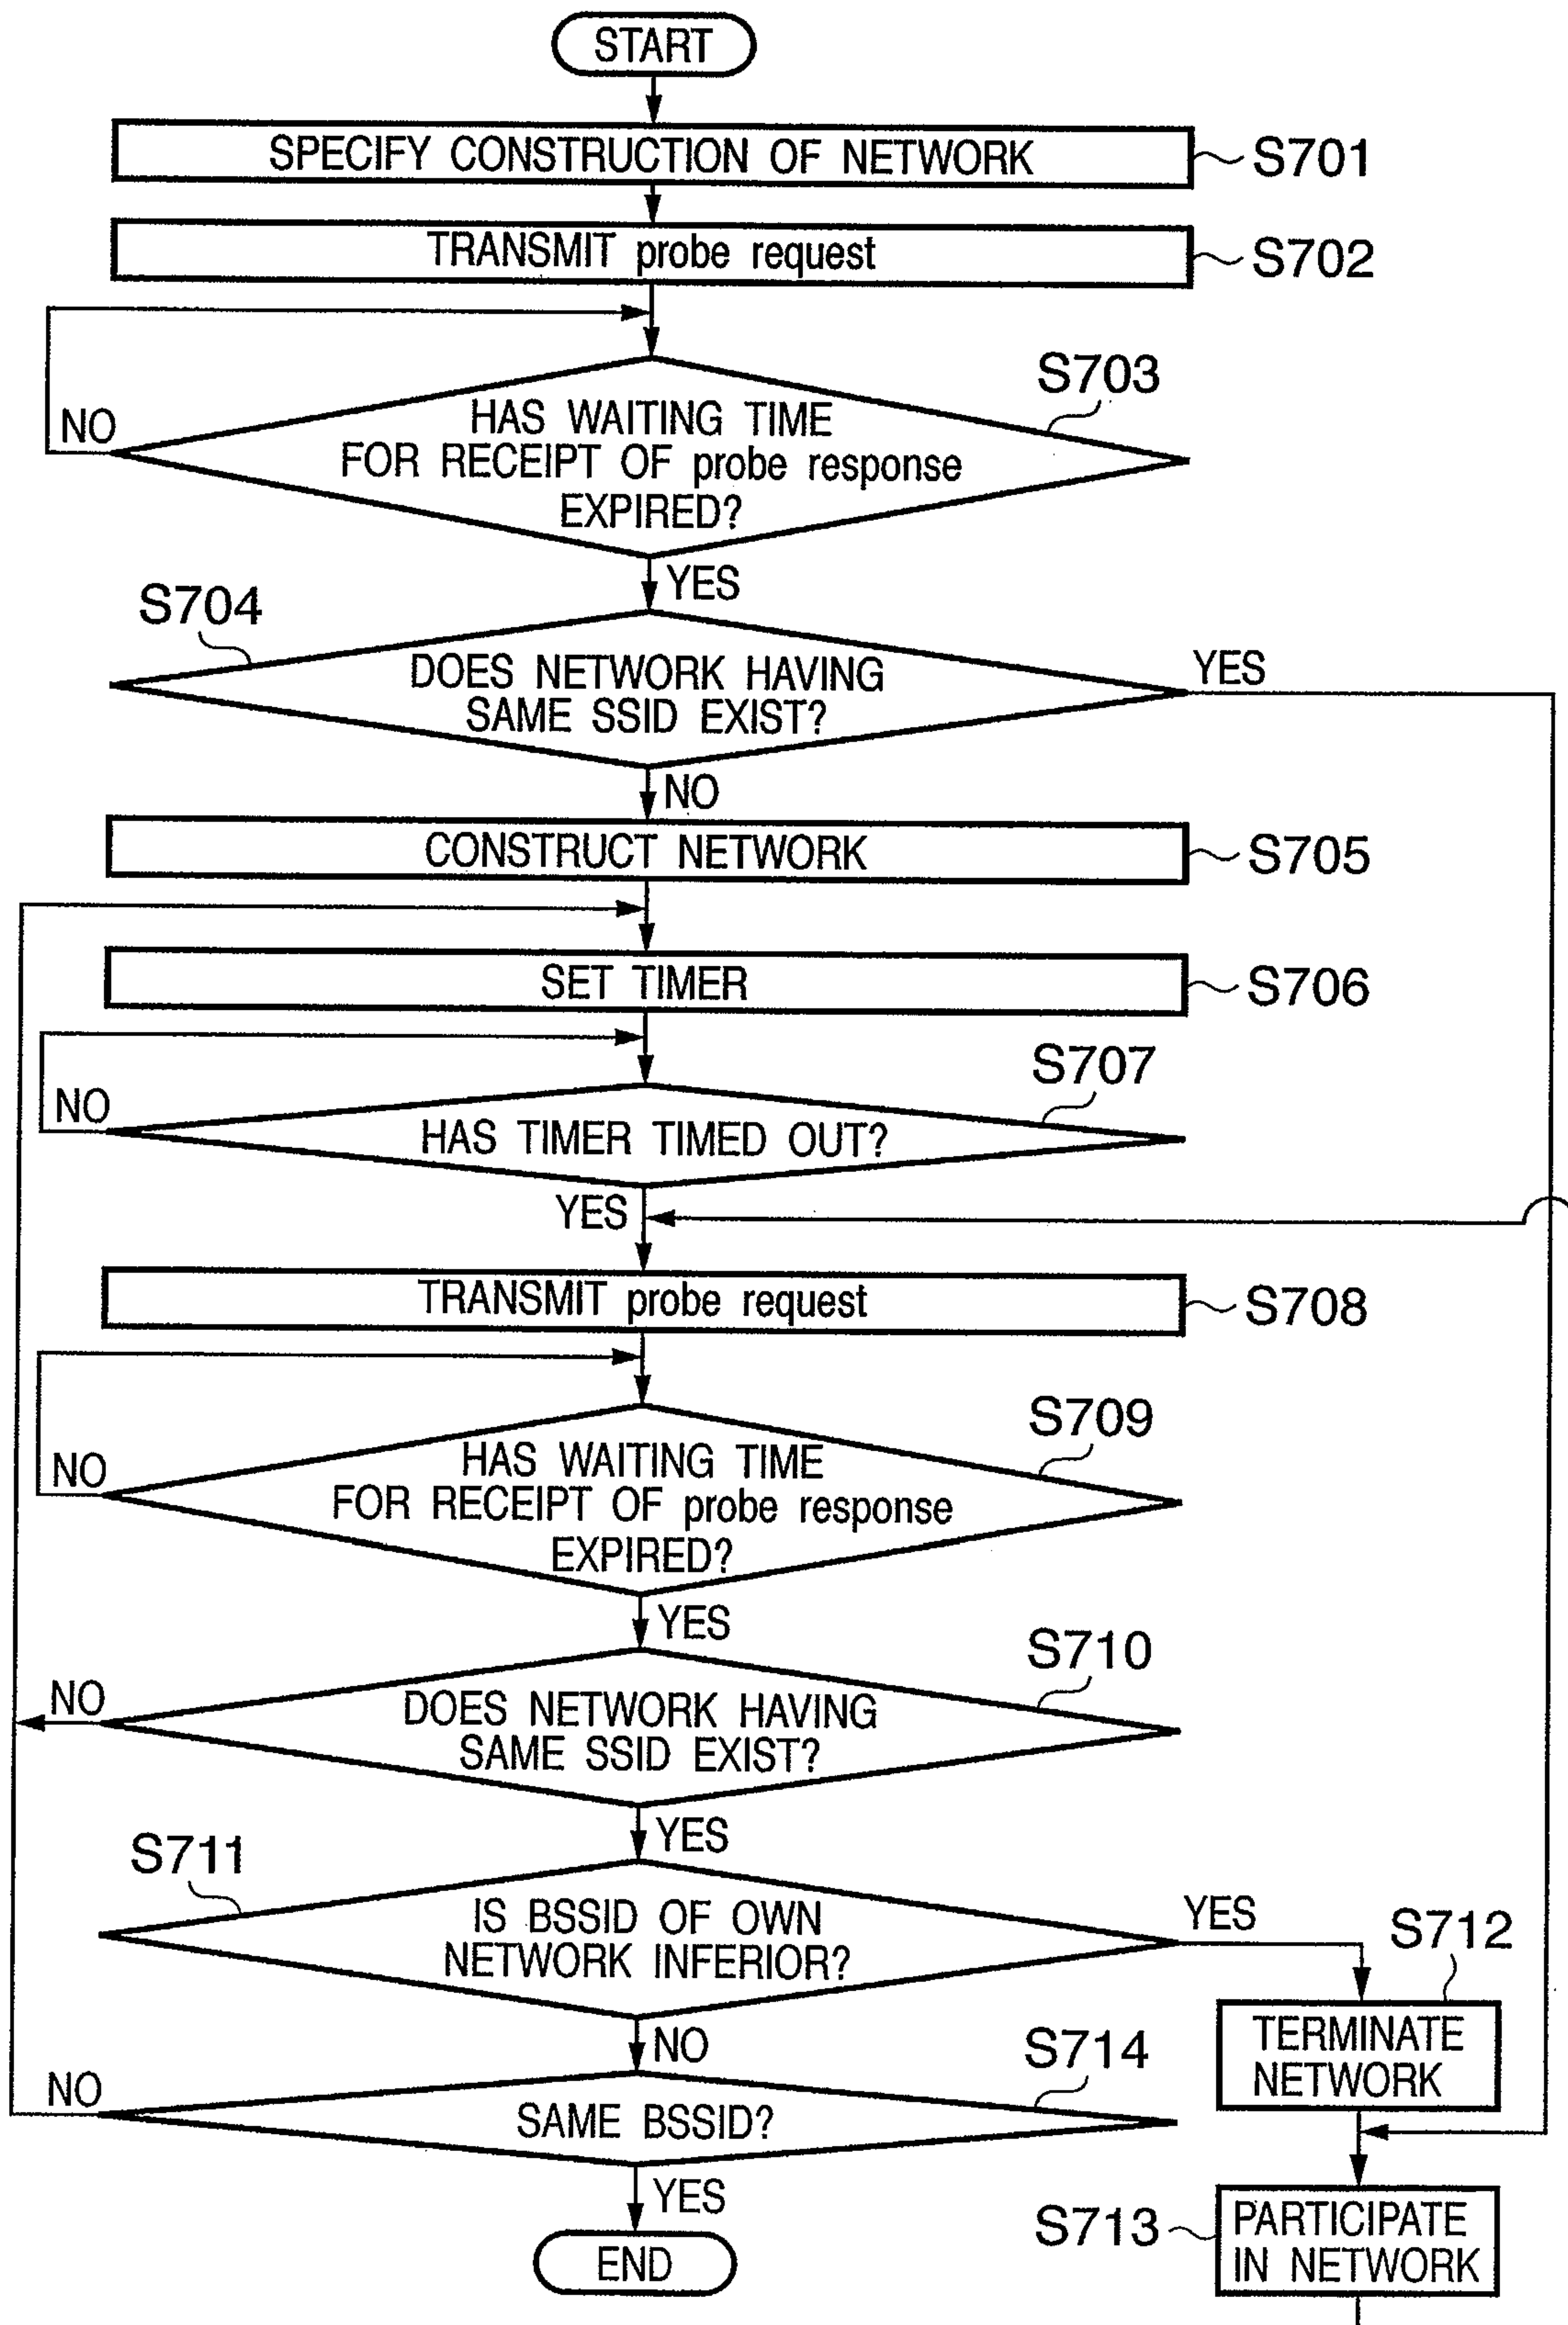 START
SPECIFY CONSTRUCTION OF NETWORK
S701
TRANSMIT probe request
S702
S703
HAS WAITING TIME
FOR RECEIPT OF probe response
EXPIRED?
NO
YES
S704
DOES NETWORK HAVING
SAME SSID EXIST?
YES
NO
CONSTRUCT NETWORK
S705
SET TIMER
S706
S707
NO
HAS TIMER TIMED OUT?
YES
TRANSMIT probe request
S708
S709
HAS WAITING TIME
FOR RECEIPT OF probe response
EXPIRED?
NO
YES
S710
NO
DOES NETWORK HAVING
SAME SSID EXIST?
YES
S711
IS BSSID OF OWN
NETWORK INFERIOR?
YES
S712
TERMINATE
NETWORK
NO
S714
NO
SAME BSSID?
YES
S713
PARTICIPATE
IN NETWORK
END